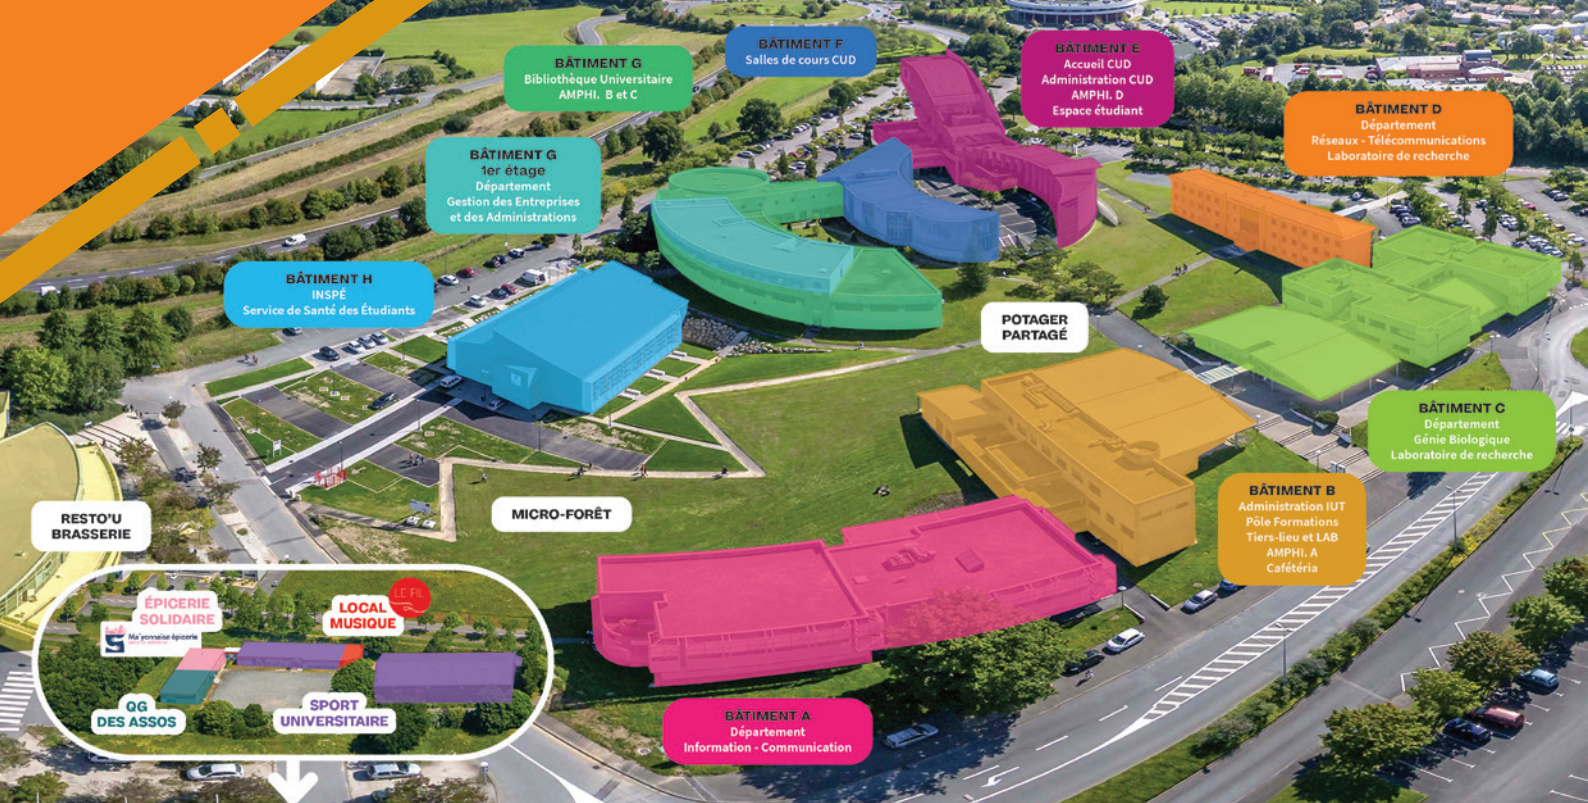 BÂTIMENT G
Bibliothèque Universitaire
AMPHI. B et C
BÂTIMENT F
Salles de cours CUD
BÂTIMENT E
Accueil CUD
Administration CUD
AMPHI. D
Espace étudiant
BÂTIMENT D
Département
Réseaux - Télécommunications
Laboratoire de recherche
BÂTIMENT G
1er étage
Département
Gestion des Entreprises
et des Administrations
BÂTIMENT H
INSPÉ
Service de Santé des Étudiants
POTAGER
PARTAGÉ
BÂTIMENT C
Département
Génie Biologique
Laboratoire de recherche
BÂTIMENT B
Administration IUT
Pôle Formations
Tiers-lieu et LAB
AMPHI. A
Cafétéria
RESTO'U
BRASSERIE
MICRO-FORÊT
ÉPICERIE
SOLIDAIRE
Ma'yonnaise épicerie
LOCAL
MUSIQUE
LE FIL
QG
DES ASSOS
SPORT
UNIVERSITAIRE
BÂTIMENT A
Département
Information - Communication